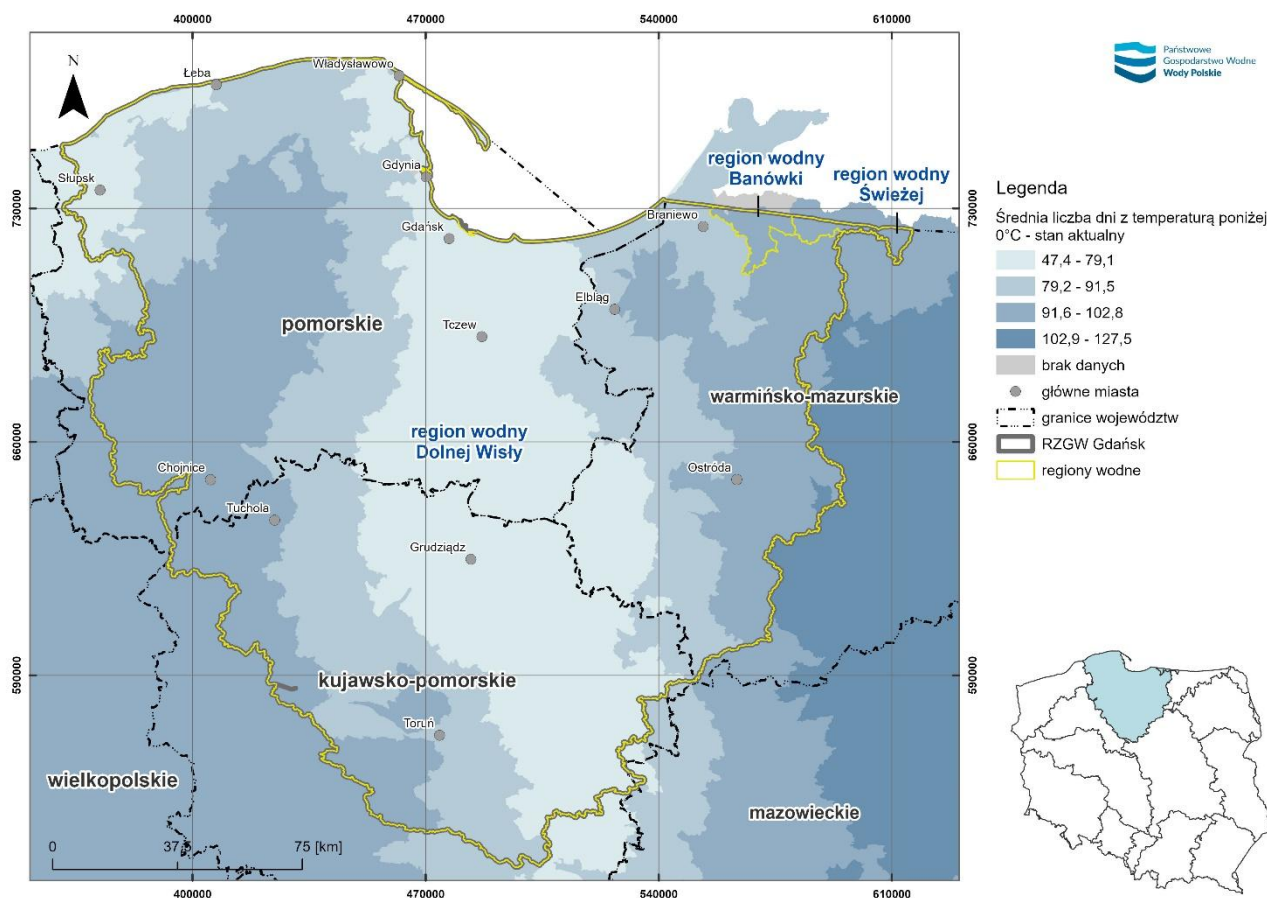 400000
470000
540000
610000
N
Łeba
Władysławowo
Państwowe
Gospodarstwo Wodne
Wody Polskie
Słupsk
Gdynia
region wodny
Banówki
region wodny
Świeżej
730000
730000
Gdańsk
Braniewo
Elbląg
pomorskie
Tczew
warmińsko-mazurskie
region wodny
Dolnej Wisły
660000
660000
Chojnice
Ostróda
Tuchola
Grudziądz
590000
590000
kujawsko-pomorskie
Toruń
wielkopolskie
mazowieckie
0
37,5
75 [km]
400000
470000
540000
610000
Legenda
Średnia liczba dni z temperaturą poniżej
0°C - stan aktualny
47,4 - 79,1
79,2 - 91,5
91,6 - 102,8
102,9 - 127,5
brak danych
główne miasta
granice województw
RZGW Gdańsk
regiony wodne